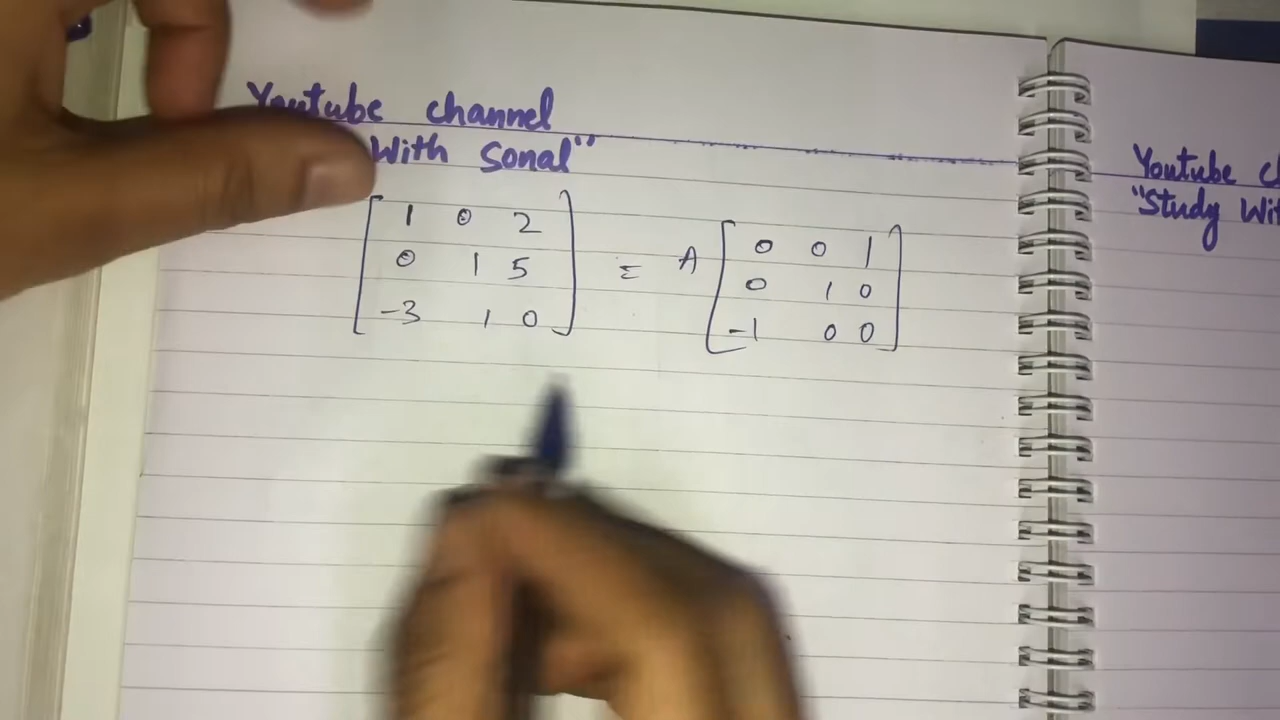 Youtube channel
With Sonal"
1 0 2
0 1 5
-3 1 0
= A
0 0 1
0 1 0
-1 0 0
Youtube
"Study